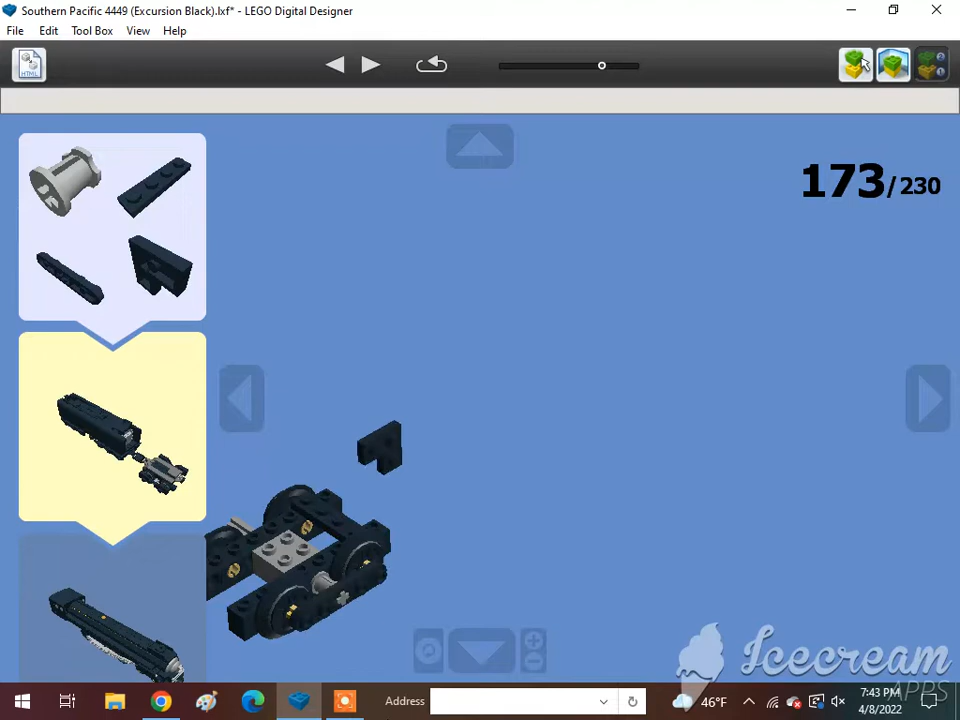 Southern Pacific 4449 (Excursion Black).lxf* - LEGO Digital Designer
File Edit Tool Box View Help
HTML
173/230
Icecream
APPS
Address
46°F
7:43 PM
4/8/2022